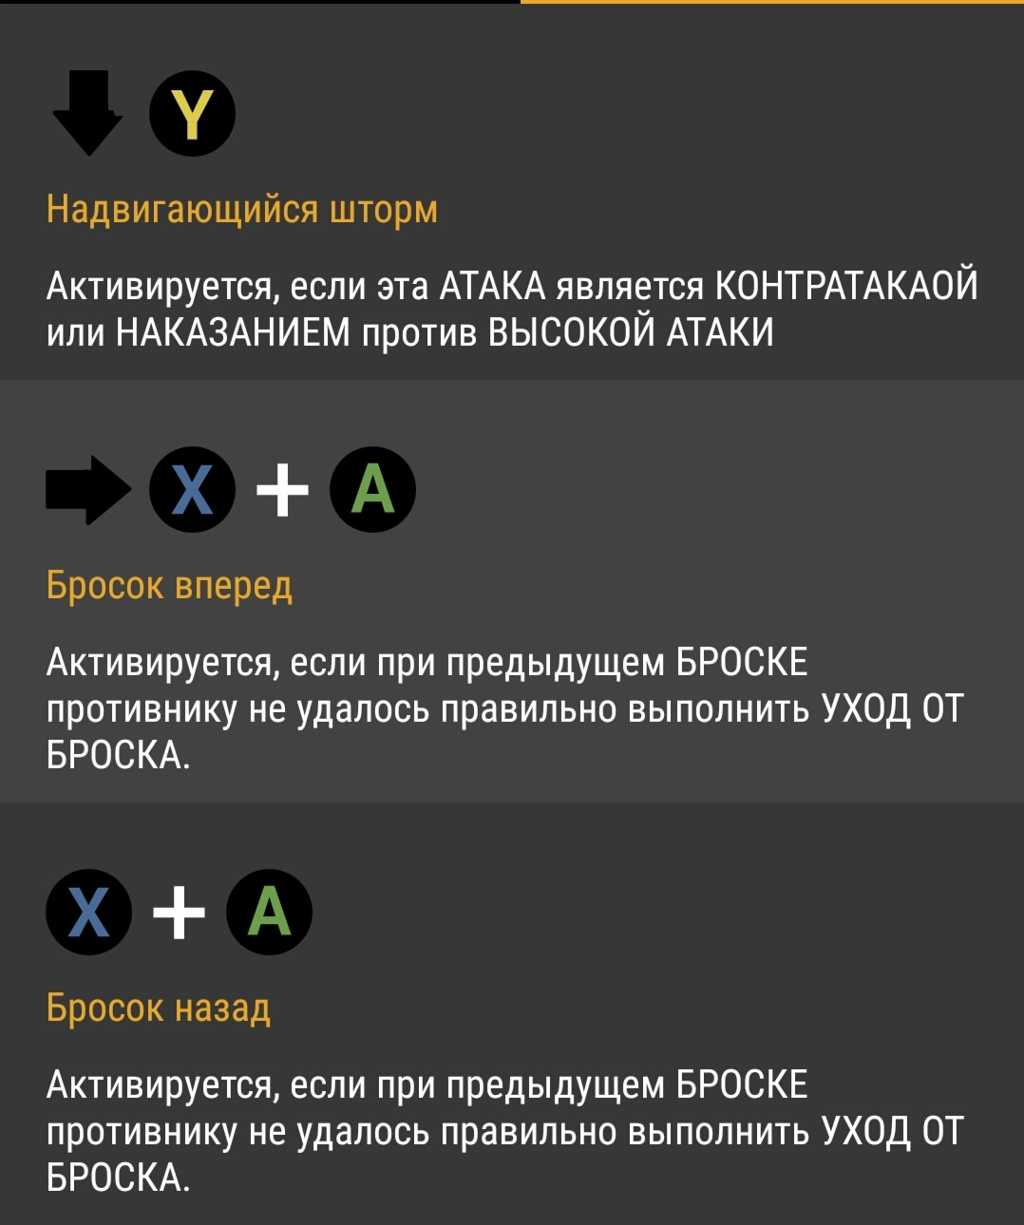 Y
Надвигающийся шторм
Активируется, если эта АТАКА является КОНТРАТАКАОЙ
или НАКАЗАНИЕМ против ВЫСОКОЙ АТАКИ
X + A
Бросок вперед
Активируется, если при предыдущем БРОСКЕ
противнику не удалось правильно выполнить УХОД ОТ
БРОСКА.
X + A
Бросок назад
Активируется, если при предыдущем БРОСКЕ
противнику не удалось правильно выполнить УХОД ОТ
БРОСКА.